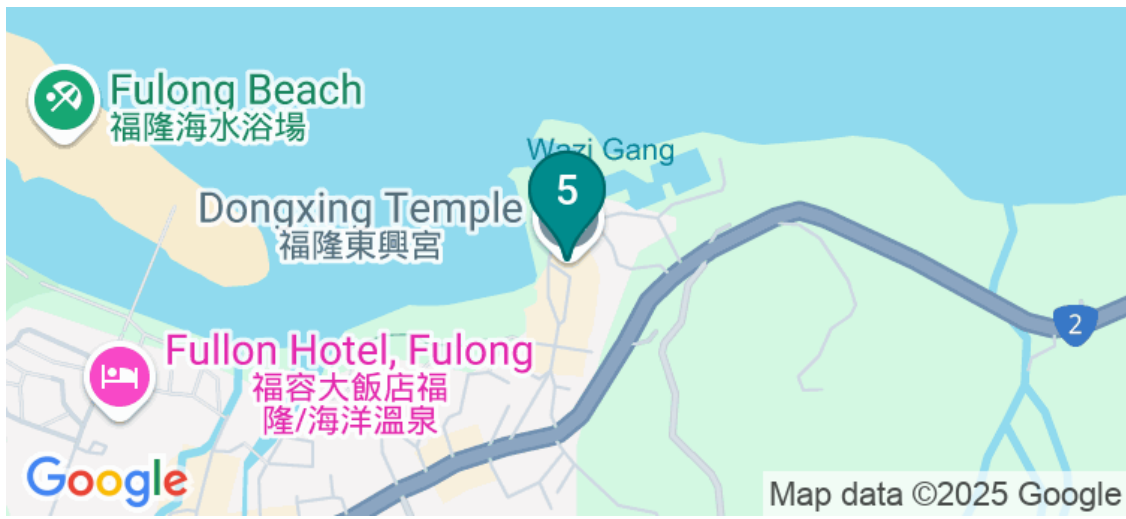 Fulong Beach
福隆海水浴場
Wazi Gang
5
Dongxing Temple
福隆東興宮
2
Fullon Hotel, Fulong
福容大飯店福
隆/海洋溫泉
Google
Map data ©2025 Google